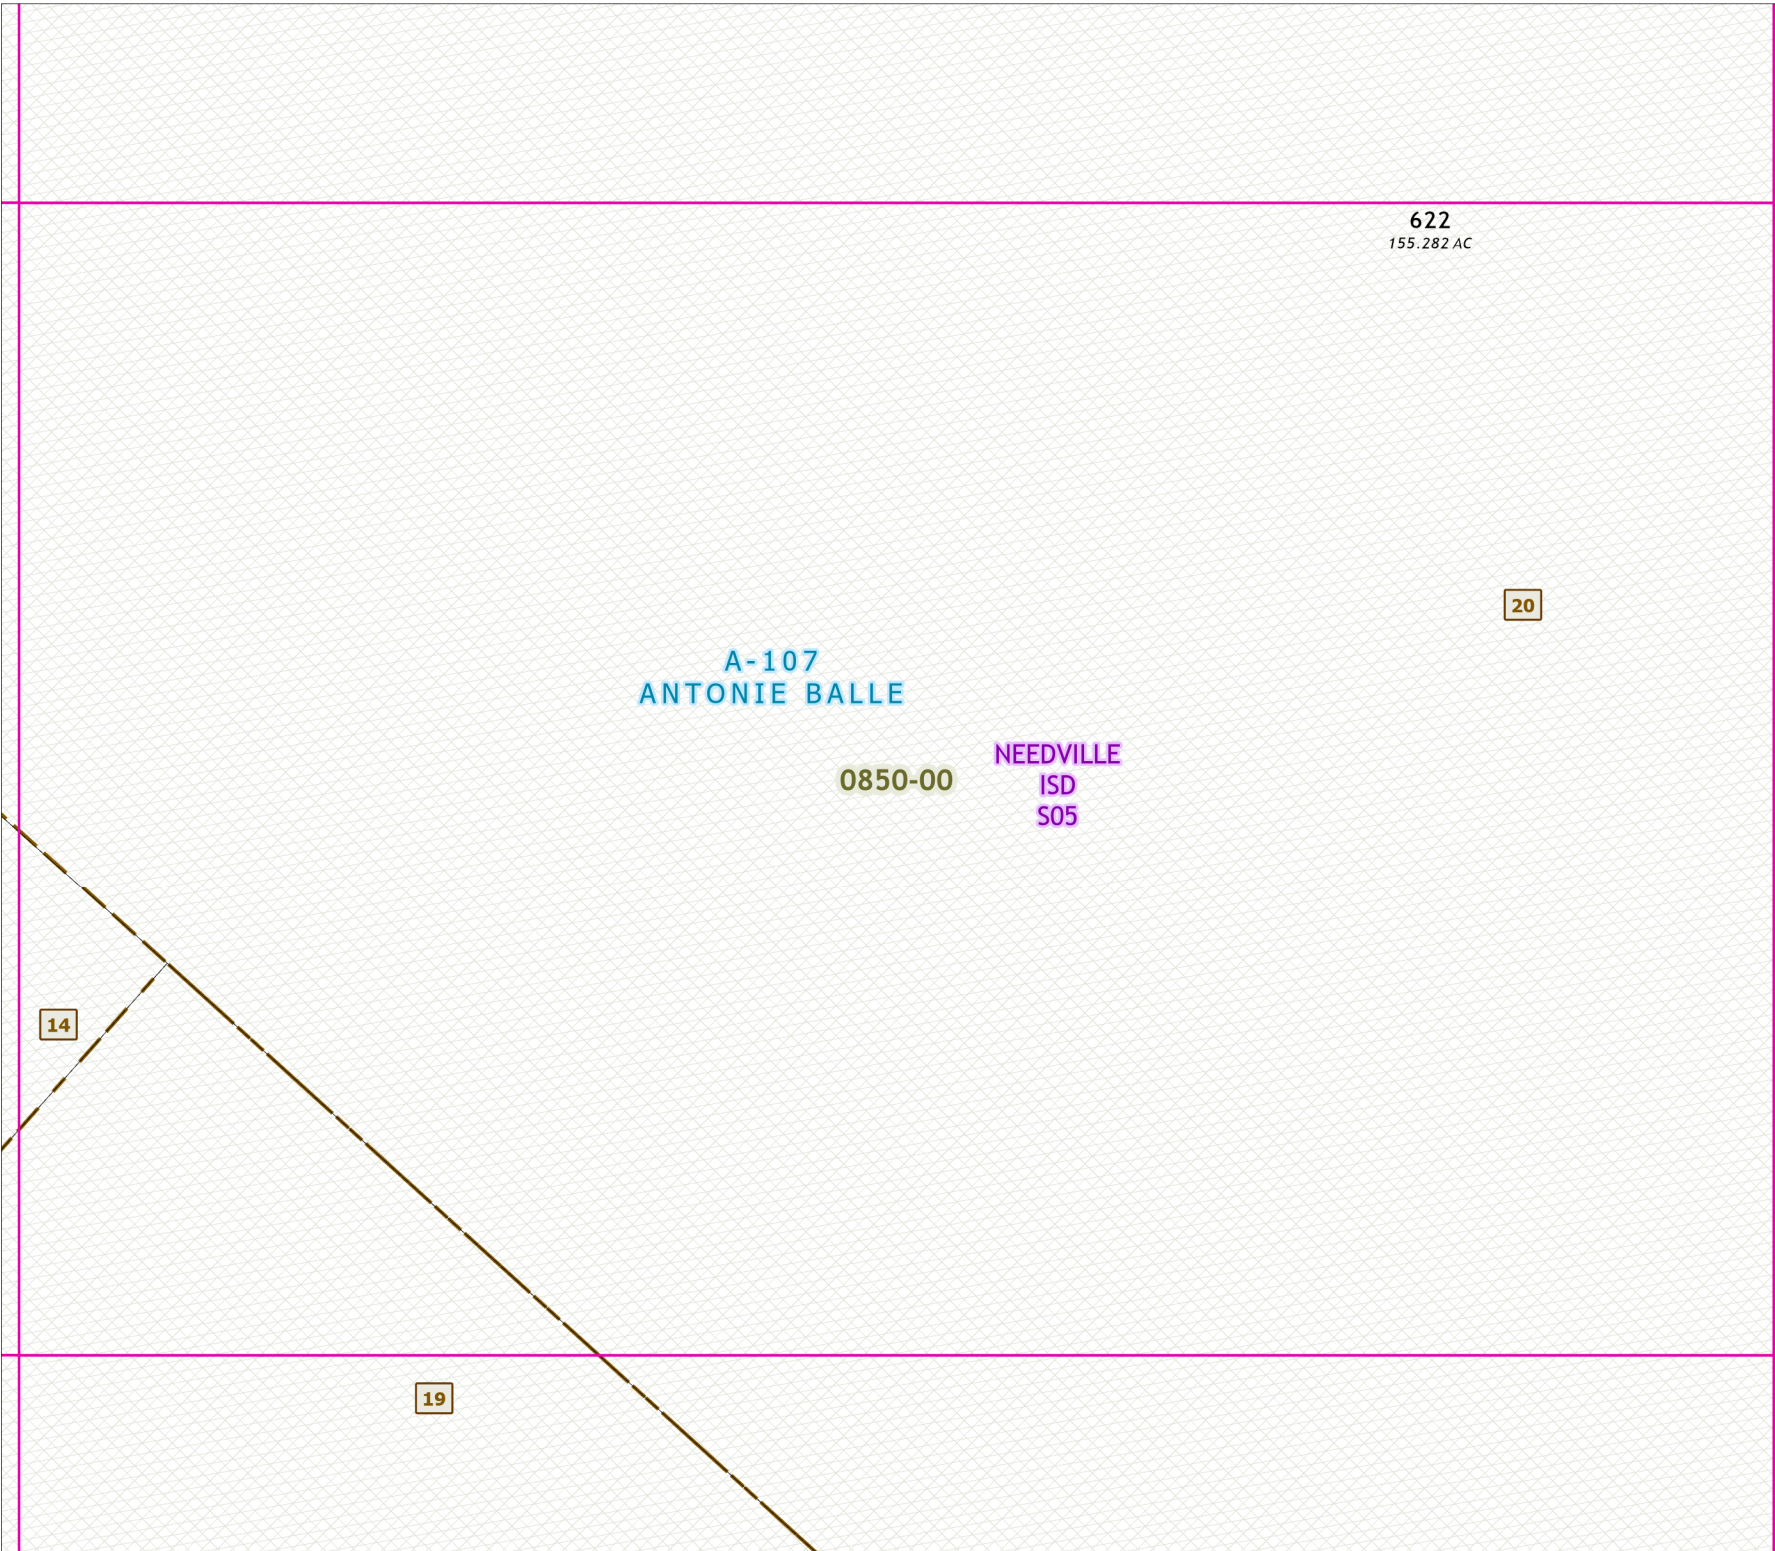 622
155.282 AC
20
A-107
ANTONIE BALLE
NEEDVILLE
ISD
S05
0850-00
14
19